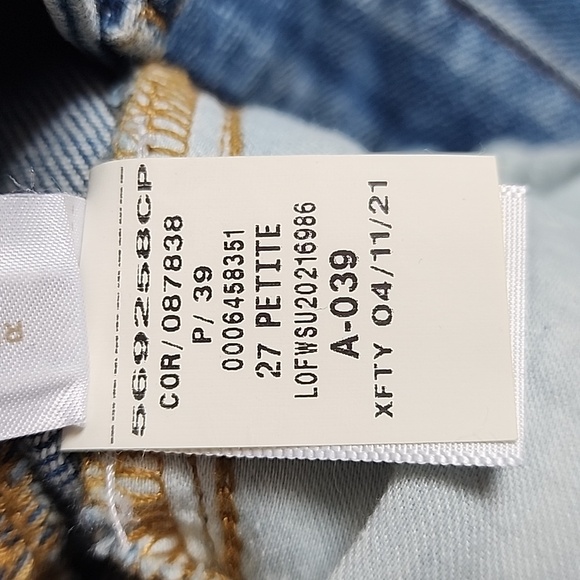 569258CP
COR/087838
P/ 39
0006458351
27 PETITE
LOFWSU20216986
A-039
XFTY 04/11/21